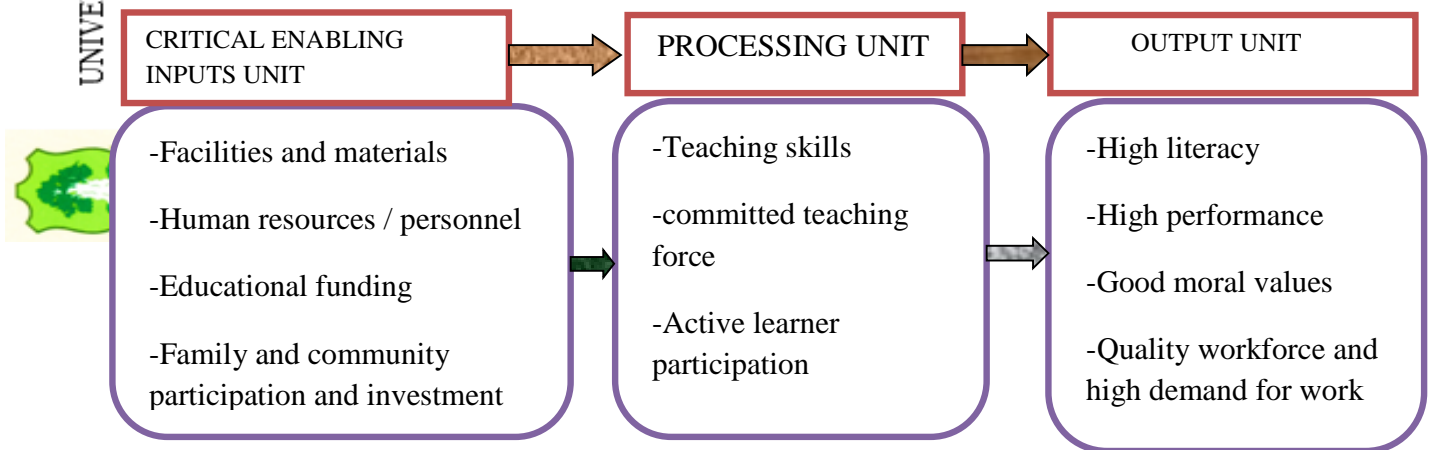 UNIVE
CRITICAL ENABLING
INPUTS UNIT
PROCESSING UNIT
OUTPUT UNIT
-Facilities and materials
-Human resources / personnel
-Educational funding
-Family and community
participation and investment
-Teaching skills
-committed teaching
force
-Active learner
participation
-High literacy
-High performance
-Good moral values
-Quality workforce and
high demand for work